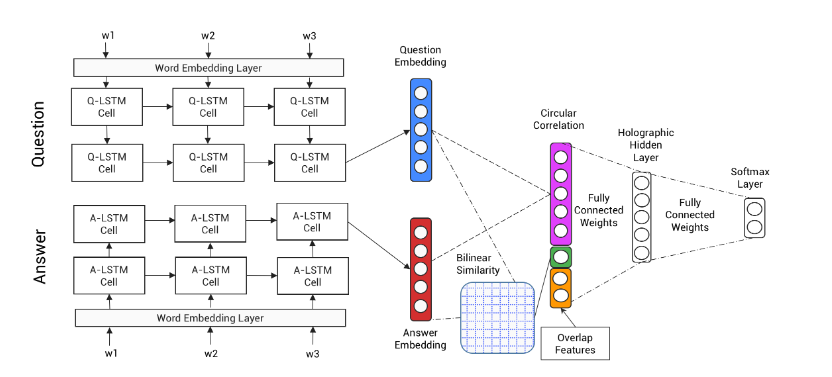 w1
w2
w3
Word Embedding Layer
Question
Q-LSTM
Cell
Q-LSTM
Cell
Q-LSTM
Cell
Q-LSTM
Cell
Q-LSTM
Cell
Q-LSTM
Cell
Answer
A-LSTM
Cell
A-LSTM
Cell
A-LSTM
Cell
A-LSTM
Cell
A-LSTM
Cell
A-LSTM
Cell
Word Embedding Layer
w1
w2
w3
Question
Embedding
Answer
Embedding
Bilinear
Similarity
Circular
Correlation
Fully
Connected
Weights
Overlap
Features
Holographic
Hidden
Layer
Fully
Connected
Weights
Softmax
Layer